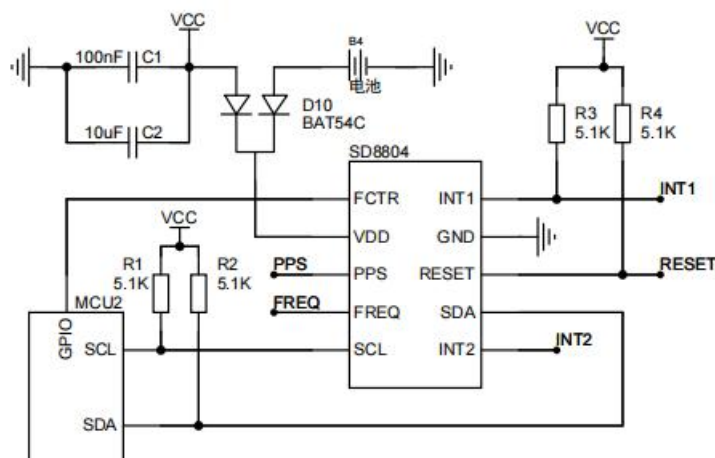 VCC
100nF C1
10uF C2
D10
BAT54C
B4
电池
VCC
R3
5.1K
R4
5.1K
SD8804
FCTR
INT1
INT1
VDD
GND
PPS
PPS
RESET
RESET
FREQ
FREQ
SDA
SCL
INT2
INT2
VCC
R1
5.1K
R2
5.1K
MCU2
GPIO
SCL
SDA